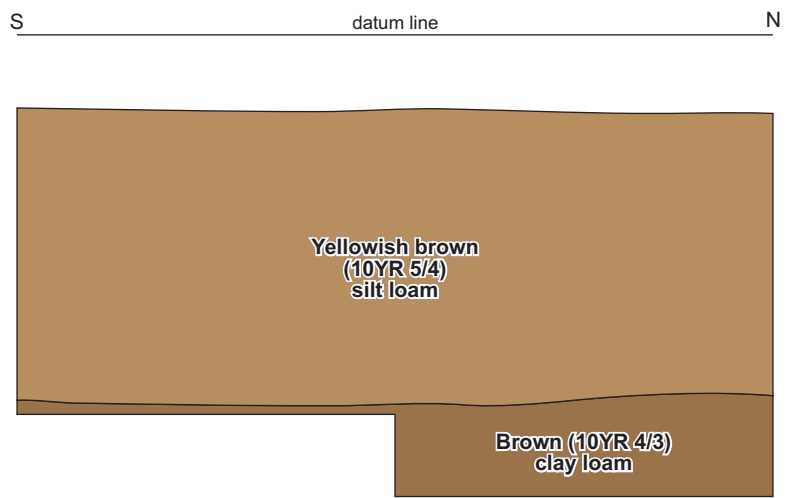 S datum line N
Yellowish brown
(10YR 5/4)
silt loam
Brown (10YR 4/3)
clay loam